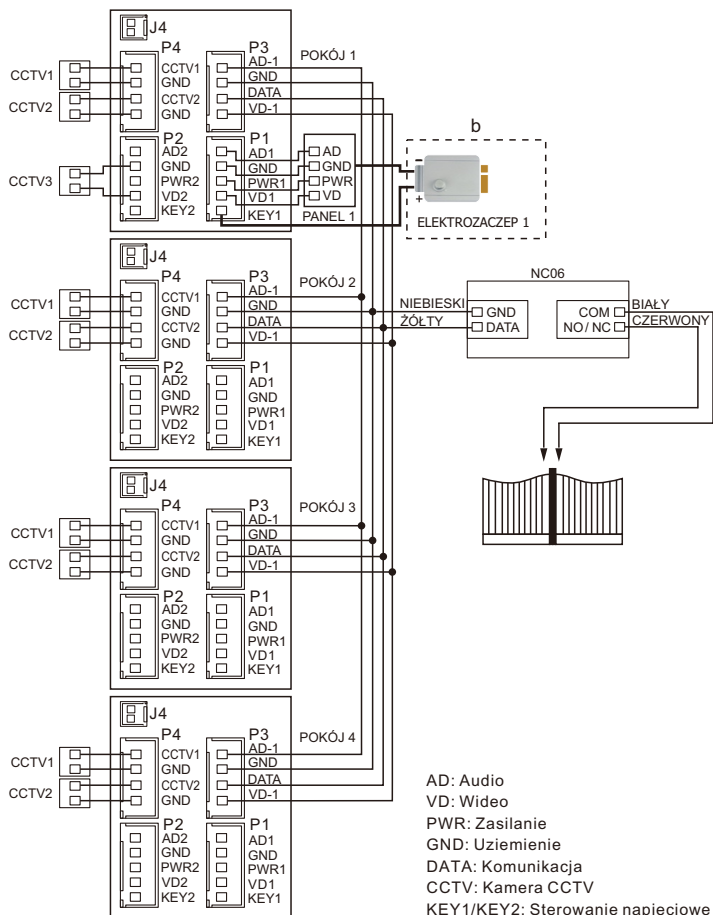 J4
P4
P3
AD-1
POKÓJ 1
CCTV1
CCTV1
GND
GND
CCTV2
CCTV2
DATA
GND
VD-1
P2
P1
AD2
AD1
AD
GND
GND
GND
CCTV3
PWR2
PWR1
PWR
VD2
VD1
VD
KEY2
KEY1
PANEL 1
b
-
+
ELEKTROZACZEP 1
J4
P4
P3
AD-1
POKÓJ 2
CCTV1
CCTV1
GND
GND
CCTV2
CCTV2
DATA
GND
VD-1
P2
P1
AD2
AD1
GND
GND
PWR2
PWR1
VD2
VD1
KEY2
KEY1
NC06
NIEBIESKI
GND
COM
BIAŁY
ŻÓŁTY
DATA
NO/NC
CZERWONY
J4
P4
P3
AD-1
POKÓJ 3
CCTV1
CCTV1
GND
GND
CCTV2
CCTV2
DATA
GND
VD-1
P2
P1
AD2
AD1
GND
GND
PWR2
PWR1
VD2
VD1
KEY2
KEY1
J4
P4
P3
AD-1
POKÓJ 4
CCTV1
CCTV1
GND
GND
CCTV2
CCTV2
DATA
GND
VD-1
P2
P1
AD2
AD1
GND
GND
PWR2
PWR1
VD2
VD1
KEY2
KEY1
AD: Audio
VD: Wideo
PWR: Zasilanie
GND: Uziemienie
DATA: Komunikacja
CCTV: Kamera CCTV
KEY1/KEY2: Sterowanie napięciowe